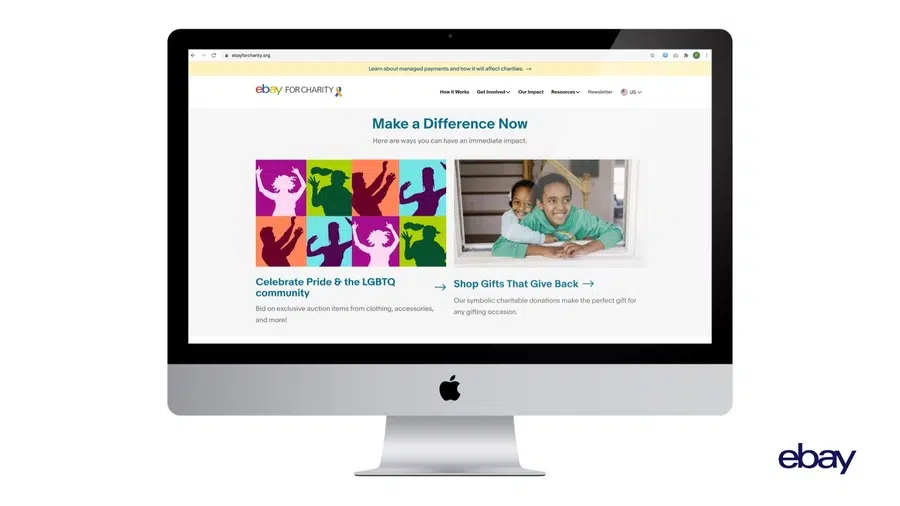 ebayforcharity.org
Learn about managed payments and how it will affect charities. →
ebay FOR CHARITY
How it Works Get Involved Our Impact Resources Newsletter US
Make a Difference Now
Here are ways you can have an immediate impact.
Celebrate Pride & the LGBTQ
community →
Bid on exclusive auction items from clothing, accessories,
and more!
Shop Gifts That Give Back →
Our symbolic charitable donations make the perfect gift for
any gifting occasion.
ebay